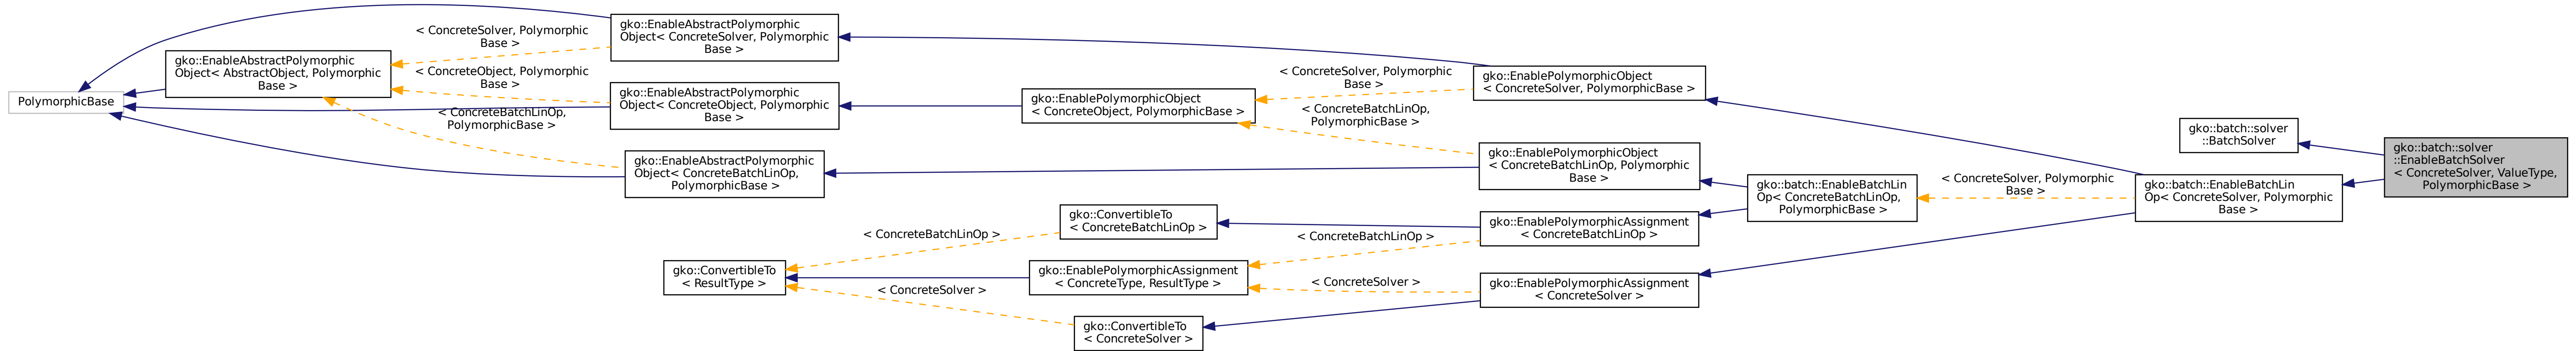 PolymorphicBase
gko::EnableAbstractPolymorphic
Object< AbstractObject, Polymorphic
Base >
< ConcreteSolver, Polymorphic
Base >
< ConcreteObject, Polymorphic
Base >
< ConcreteBatchLinOp,
PolymorphicBase >
gko::EnableAbstractPolymorphic
Object< ConcreteSolver, Polymorphic
Base >
gko::EnableAbstractPolymorphic
Object< ConcreteObject, Polymorphic
Base >
gko::EnableAbstractPolymorphic
Object< ConcreteBatchLinOp,
PolymorphicBase >
gko::ConvertibleTo
< ResultType >
< ConcreteBatchLinOp >
< ConcreteSolver >
gko::EnablePolymorphicObject
< ConcreteObject, PolymorphicBase >
gko::ConvertibleTo
< ConcreteBatchLinOp >
gko::EnablePolymorphicAssignment
< ConcreteType, ResultType >
gko::ConvertibleTo
< ConcreteSolver >
< ConcreteSolver, Polymorphic
Base >
< ConcreteBatchLinOp,
PolymorphicBase >
< ConcreteBatchLinOp >
< ConcreteSolver >
gko::EnablePolymorphicObject
< ConcreteSolver, PolymorphicBase >
gko::EnablePolymorphicObject
< ConcreteBatchLinOp, Polymorphic
Base >
gko::EnablePolymorphicAssignment
< ConcreteBatchLinOp >
gko::EnablePolymorphicAssignment
< ConcreteSolver >
gko::batch::EnableBatchLin
Op< ConcreteBatchLinOp,
PolymorphicBase >
< ConcreteSolver, Polymorphic
Base >
gko::batch::solver
::BatchSolver
gko::batch::EnableBatchLin
Op< ConcreteSolver, Polymorphic
Base >
gko::batch::solver
::EnableBatchSolver
< ConcreteSolver, ValueType,
PolymorphicBase >